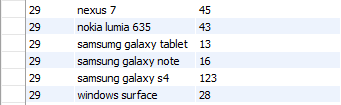 29 nexus 7 45
29 nokia lumia 635 43
29 samsumg galaxy tablet 13
29 samsung galaxy note 16
29 samsung galaxy s4 123
29 windows surface 28